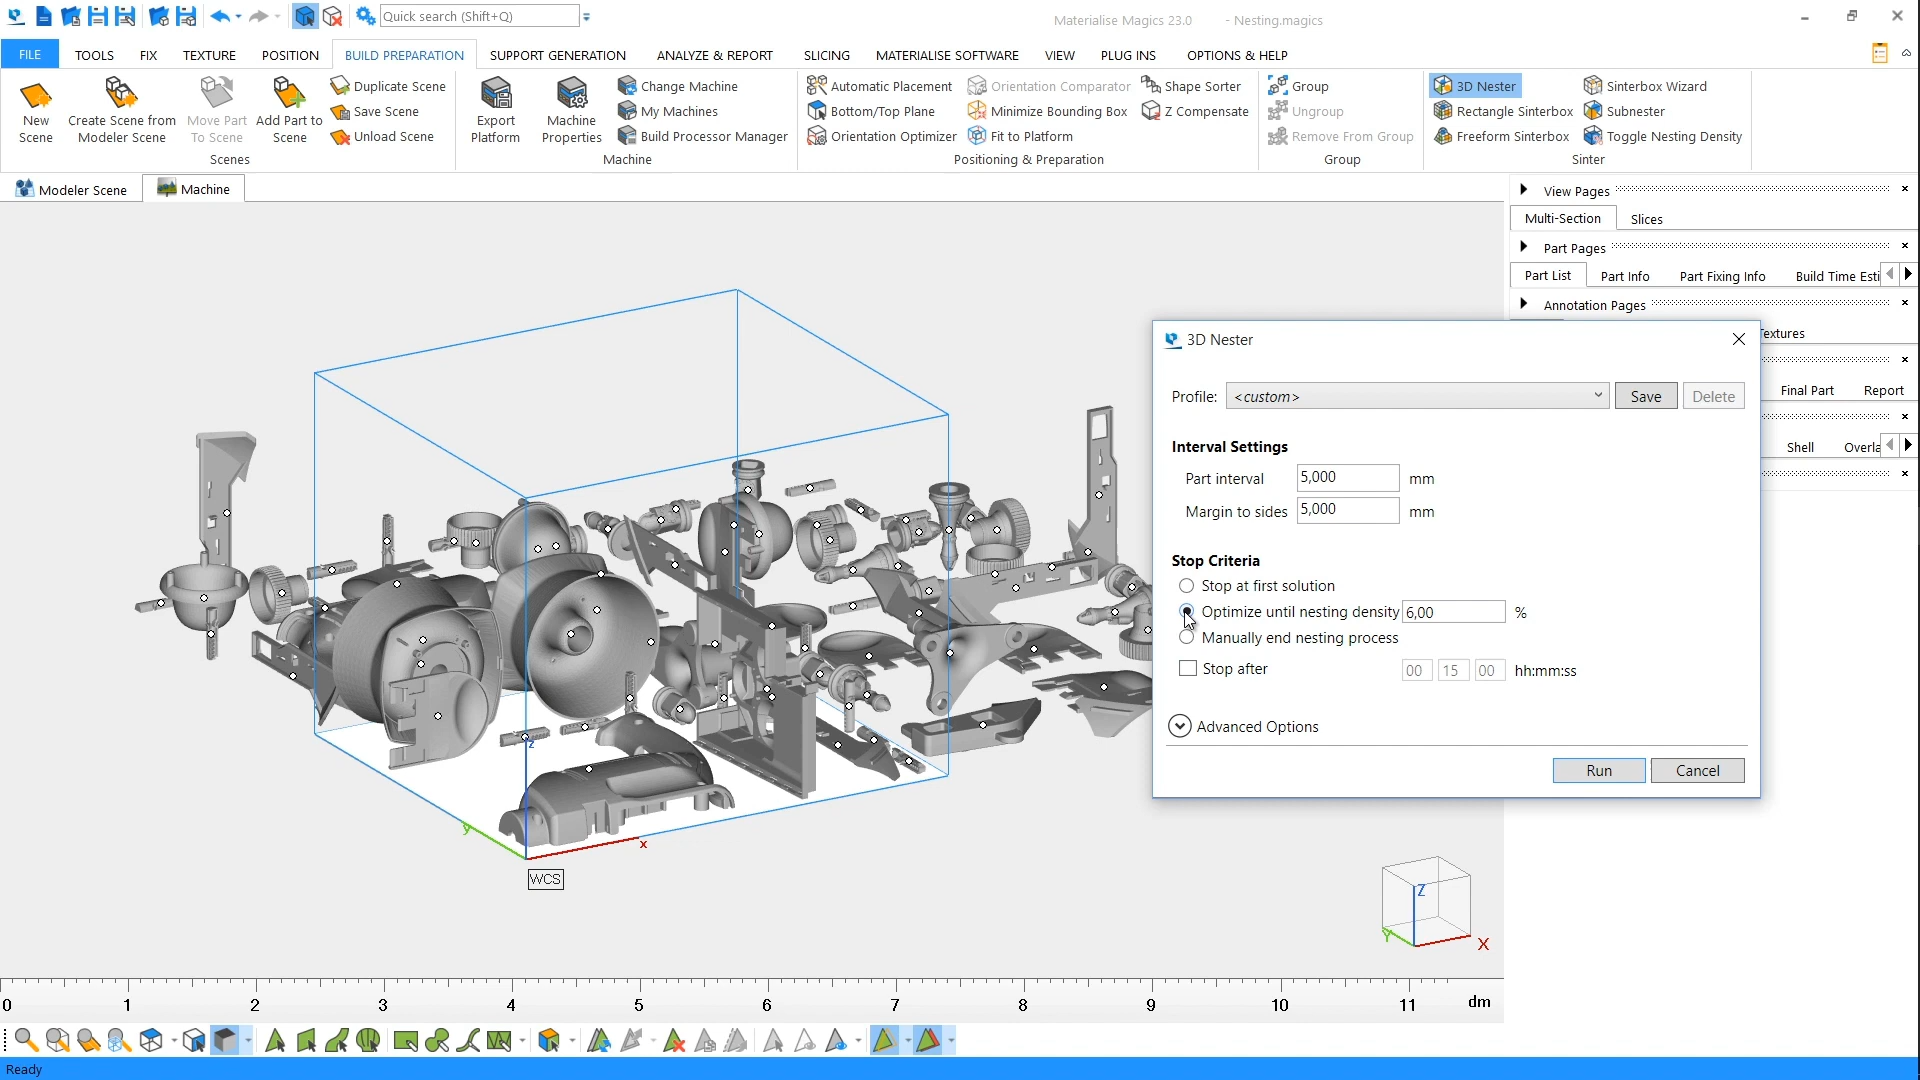 Quick search (Shift+Q)
Materialise Magics 23.0 - Nesting.magics
FILE TOOLS FIX TEXTURE POSITION BUILD PREPARATION SUPPORT GENERATION ANALYZE & REPORT SLICING MATERIALISE SOFTWARE VIEW PLUG INS OPTIONS & HELP
New Scene
Create Scene from Modeler Scene
Move Part To Scene
Add Part to Scene
Duplicate Scene
Save Scene
Unload Scene
Scenes
Export Platform
Machine Properties
Change Machine
My Machines
Build Processor Manager
Machine
Automatic Placement
Bottom/Top Plane
Orientation Optimizer
Orientation Comparator
Minimize Bounding Box
Fit to Platform
Shape Sorter
Z Compensate
Positioning & Preparation
Group
Ungroup
Remove From Group
Group
3D Nester
Rectangle Sinterbox
Freeform Sinterbox
Sinterbox Wizard
Subnester
Toggle Nesting Density
Sinter
Modeler Scene Machine
View Pages
Multi-Section Slices
Part Pages
Part List Part Info Part Fixing Info Build Time Esti
Annotation Pages
Textures
Final Part Report
Shell Overla
3D Nester
Profile: <custom> Save Delete
Interval Settings
Part interval 5,000 mm
Margin to sides 5,000 mm
Stop Criteria
Stop at first solution
Optimize until nesting density 6,00 %
Manually end nesting process
Stop after 00 15 00 hh:mm:ss
Advanced Options
Run Cancel
z
y
x
WCS
Z
Y
X
0 1 2 3 4 5 6 7 8 9 10 11 dm
Ready